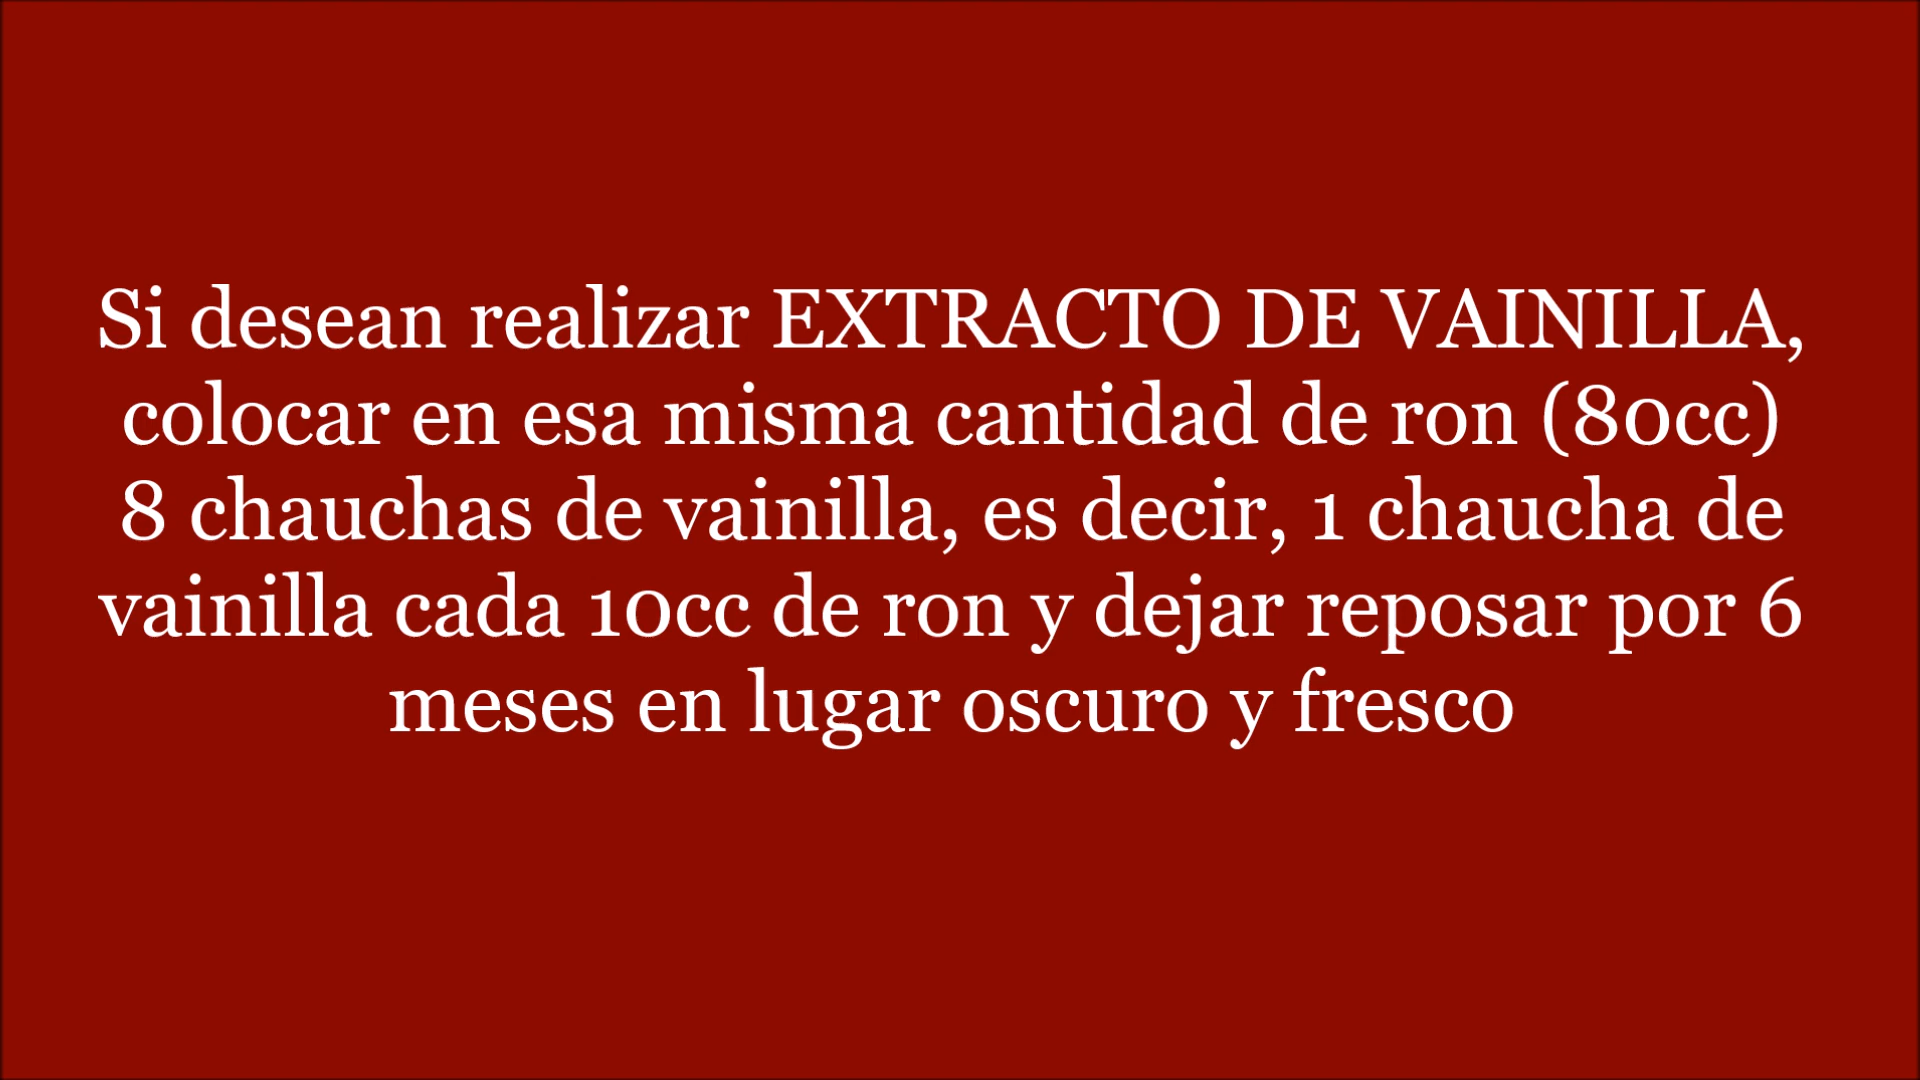 Si desean realizar EXTRACTO DE VAINILLA,
colocar en esa misma cantidad de ron (80cc)
8 chauchas de vainilla, es decir, 1 chaucha de
vainilla cada 10cc de ron y dejar reposar por 6
meses en lugar oscuro y fresco